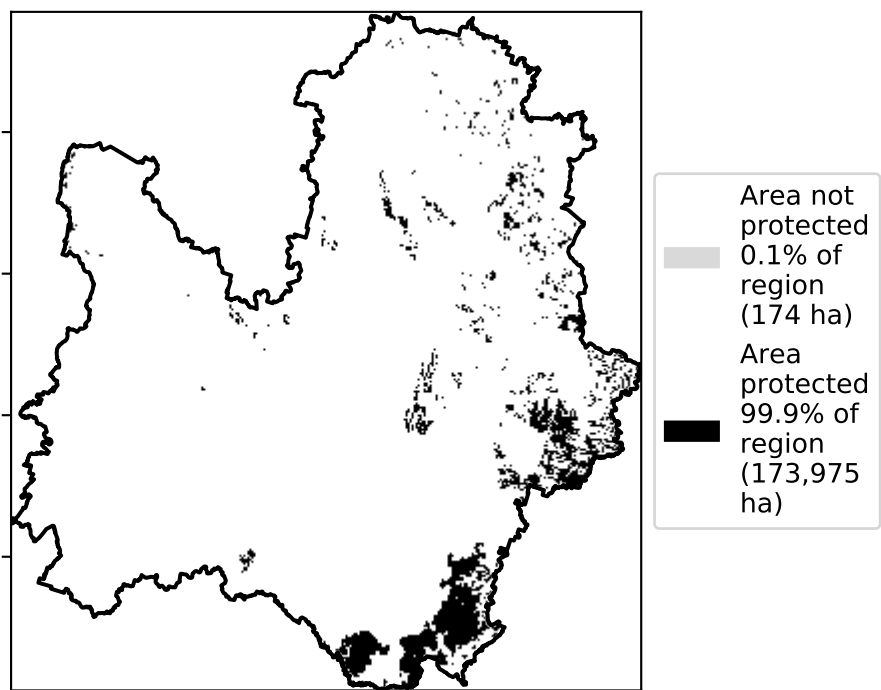 Area not
protected
0.1% of
region
(174 ha)
Area
protected
99.9% of
region
(173,975
ha)